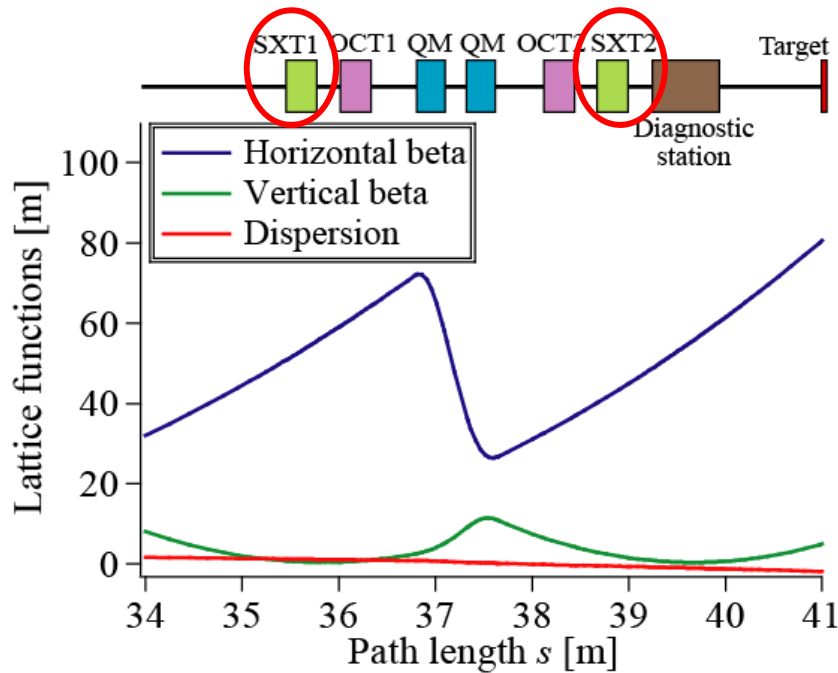 SXT1 OCT1 QM QM OCT2 SXT2 Target
Diagnostic
station
Horizontal beta
Vertical beta
Dispersion
Lattice functions [m]
100
80
60
40
20
0
34 35 36 37 38 39 40 41
Path length s [m]